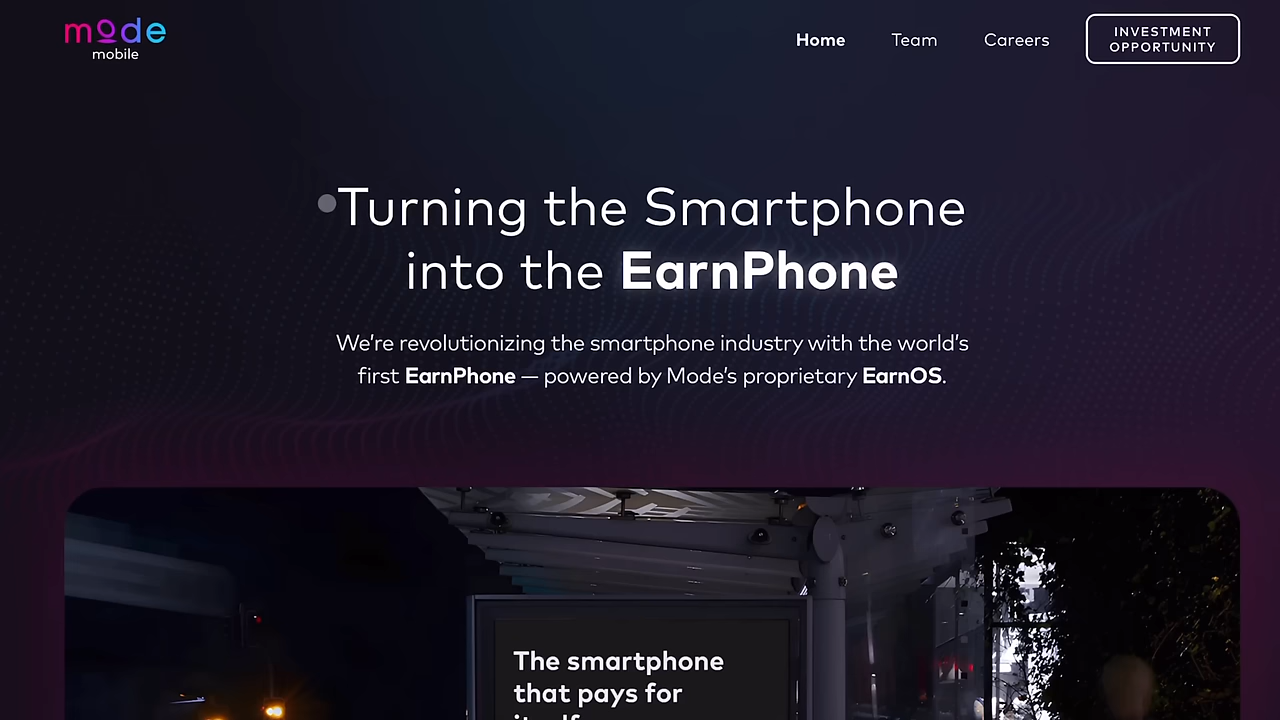 mode
mobile
Home
Team
Careers
INVESTMENT
OPPORTUNITY
Turning the Smartphone
into the EarnPhone
We’re revolutionizing the smartphone industry with the world’s
first EarnPhone — powered by Mode’s proprietary EarnOS.
The smartphone
that pays for
itself